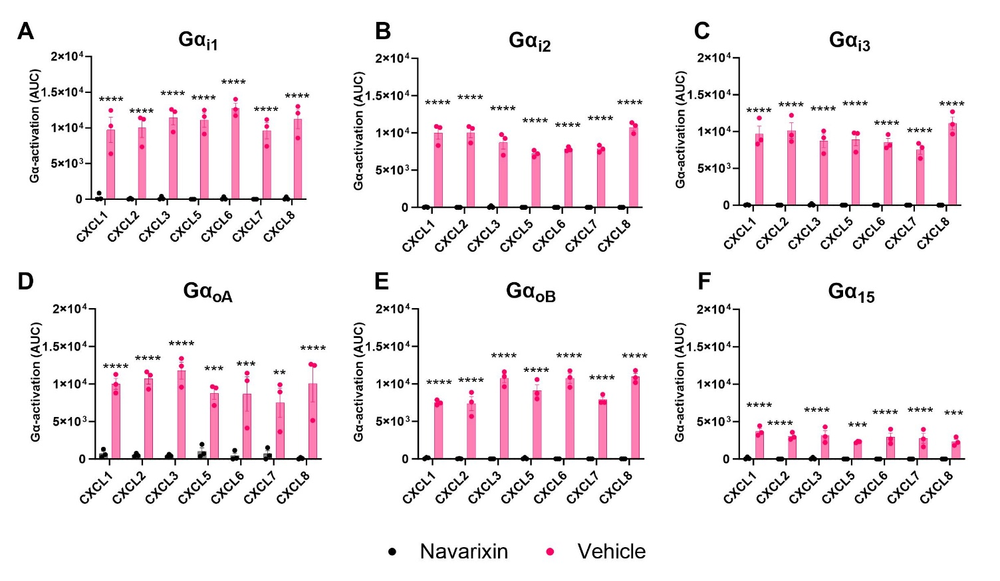 A
Gαi1
Gα-activation (AUC)
2×10⁴
1.5×10⁴
1×10⁴
5×10³
0
**** **** **** **** **** **** ****
CXCL1 CXCL2 CXCL3 CXCL5 CXCL6 CXCL7 CXCL8
B
Gαi2
Gα-activation (AUC)
2×10⁴
1.5×10⁴
1×10⁴
5×10³
0
**** **** **** **** **** **** ****
CXCL1 CXCL2 CXCL3 CXCL5 CXCL6 CXCL7 CXCL8
C
Gαi3
Gα-activation (AUC)
2×10⁴
1.5×10⁴
1×10⁴
5×10³
0
**** **** **** **** **** **** ****
CXCL1 CXCL2 CXCL3 CXCL5 CXCL6 CXCL7 CXCL8
D
GαoA
Gα-activation (AUC)
2×10⁴
1.5×10⁴
1×10⁴
5×10³
0
**** **** **** *** *** ** ****
CXCL1 CXCL2 CXCL3 CXCL5 CXCL6 CXCL7 CXCL8
E
GαoB
Gα-activation (AUC)
2×10⁴
1.5×10⁴
1×10⁴
5×10³
0
**** **** **** **** **** **** ****
CXCL1 CXCL2 CXCL3 CXCL5 CXCL6 CXCL7 CXCL8
F
Gα15
Gα-activation (AUC)
2×10⁴
1.5×10⁴
1×10⁴
5×10³
0
**** **** **** *** **** **** ***
CXCL1 CXCL2 CXCL3 CXCL5 CXCL6 CXCL7 CXCL8
Navarixin Vehicle